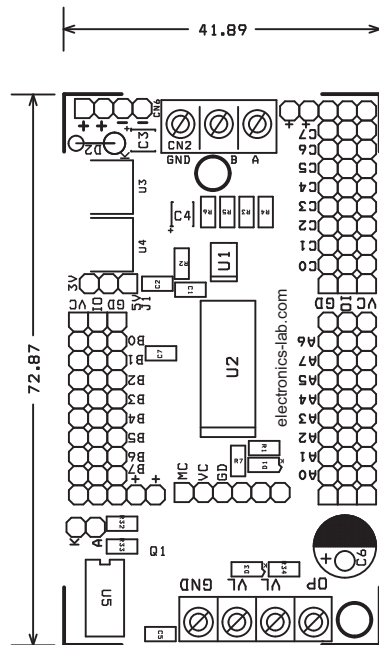 41.89
72.87
CN6
+ + - -
D2
K
+
C3
CN2
GND B A
+ +
C7
C6
C5
C4
C3
C2
C1
C0
GD IO VC
U3
U4
C4
+
R6
R5
R3
R4
R2
U1
C2
C1
3V
5V
J1
VC IO GD
B0
B1
B2
B3
B4
B5
B6
B7
+ +
C7
U2
electronics-lab.com
A6
A7
A5
A4
A3
A2
A1
A0
R1
R7
D1
K
MC
VC
GD
K A
R32
R33
Q1
U5
C5
+
C6
D3
K
R34
GND VL VL OP